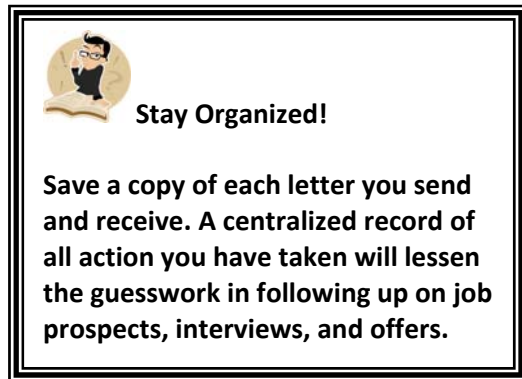 Stay Organized!
Save a copy of each letter you send
and receive. A centralized record of
all action you have taken will lessen
the guesswork in following up on job
prospects, interviews, and offers.